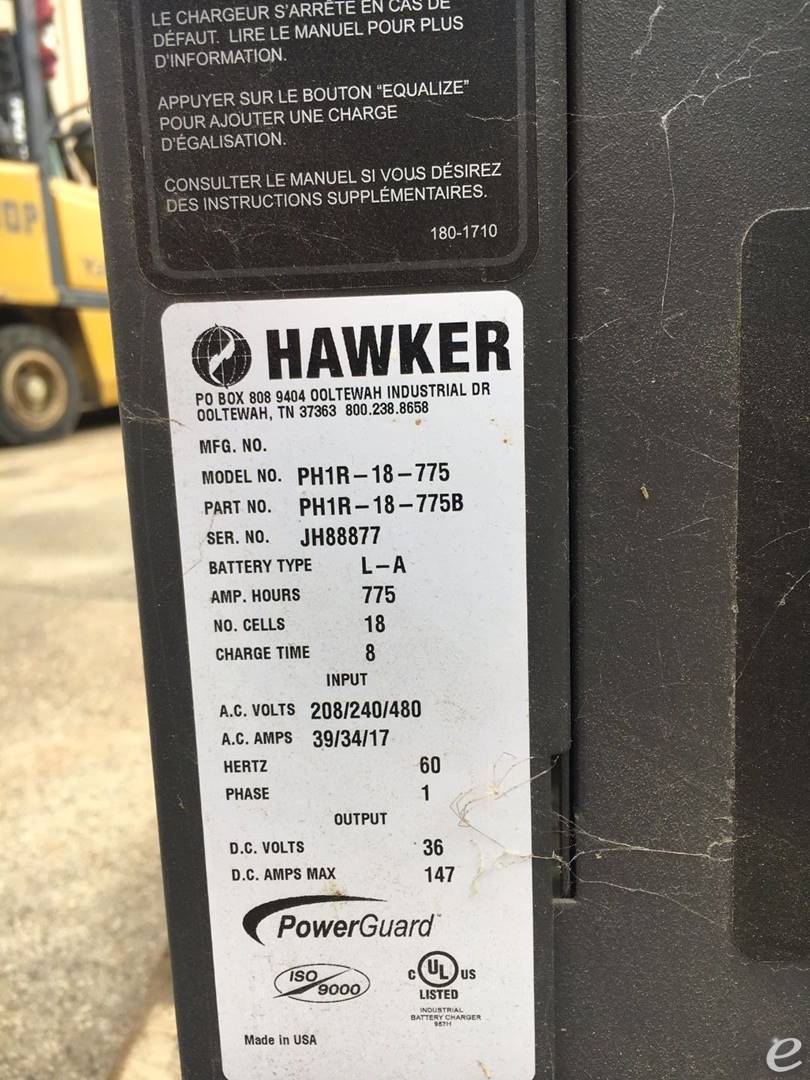 LE CHARGEUR S'ARRÊTE EN CAS DE
DÉFAUT. LIRE LE MANUEL POUR PLUS
D'INFORMATION.
APPUYER SUR LE BOUTON "EQUALIZE"
POUR AJOUTER UNE CHARGE
D'ÉGALISATION.
CONSULTER LE MANUEL SI VOUS DÉSIREZ
DES INSTRUCTIONS SUPPLÉMENTAIRES.
180-1710
HAWKER
PO BOX 808 9404 OOLTEWAH INDUSTRIAL DR
OOLTEWAH, TN 37363 800.238.8658
MFG. NO.
MODEL NO. PH1R-18-775
PART NO. PH1R-18-775B
SER. NO. JH88877
BATTERY TYPE L-A
AMP. HOURS 775
NO. CELLS 18
CHARGE TIME 8
INPUT
A.C. VOLTS 208/240/480
A.C. AMPS 39/34/17
HERTZ 60
PHASE 1
OUTPUT
D.C. VOLTS 36
D.C. AMPS MAX 147
PowerGuard™
ISO 9000
C UL US
LISTED
INDUSTRIAL
BATTERY CHARGER
957H
Made in USA
e